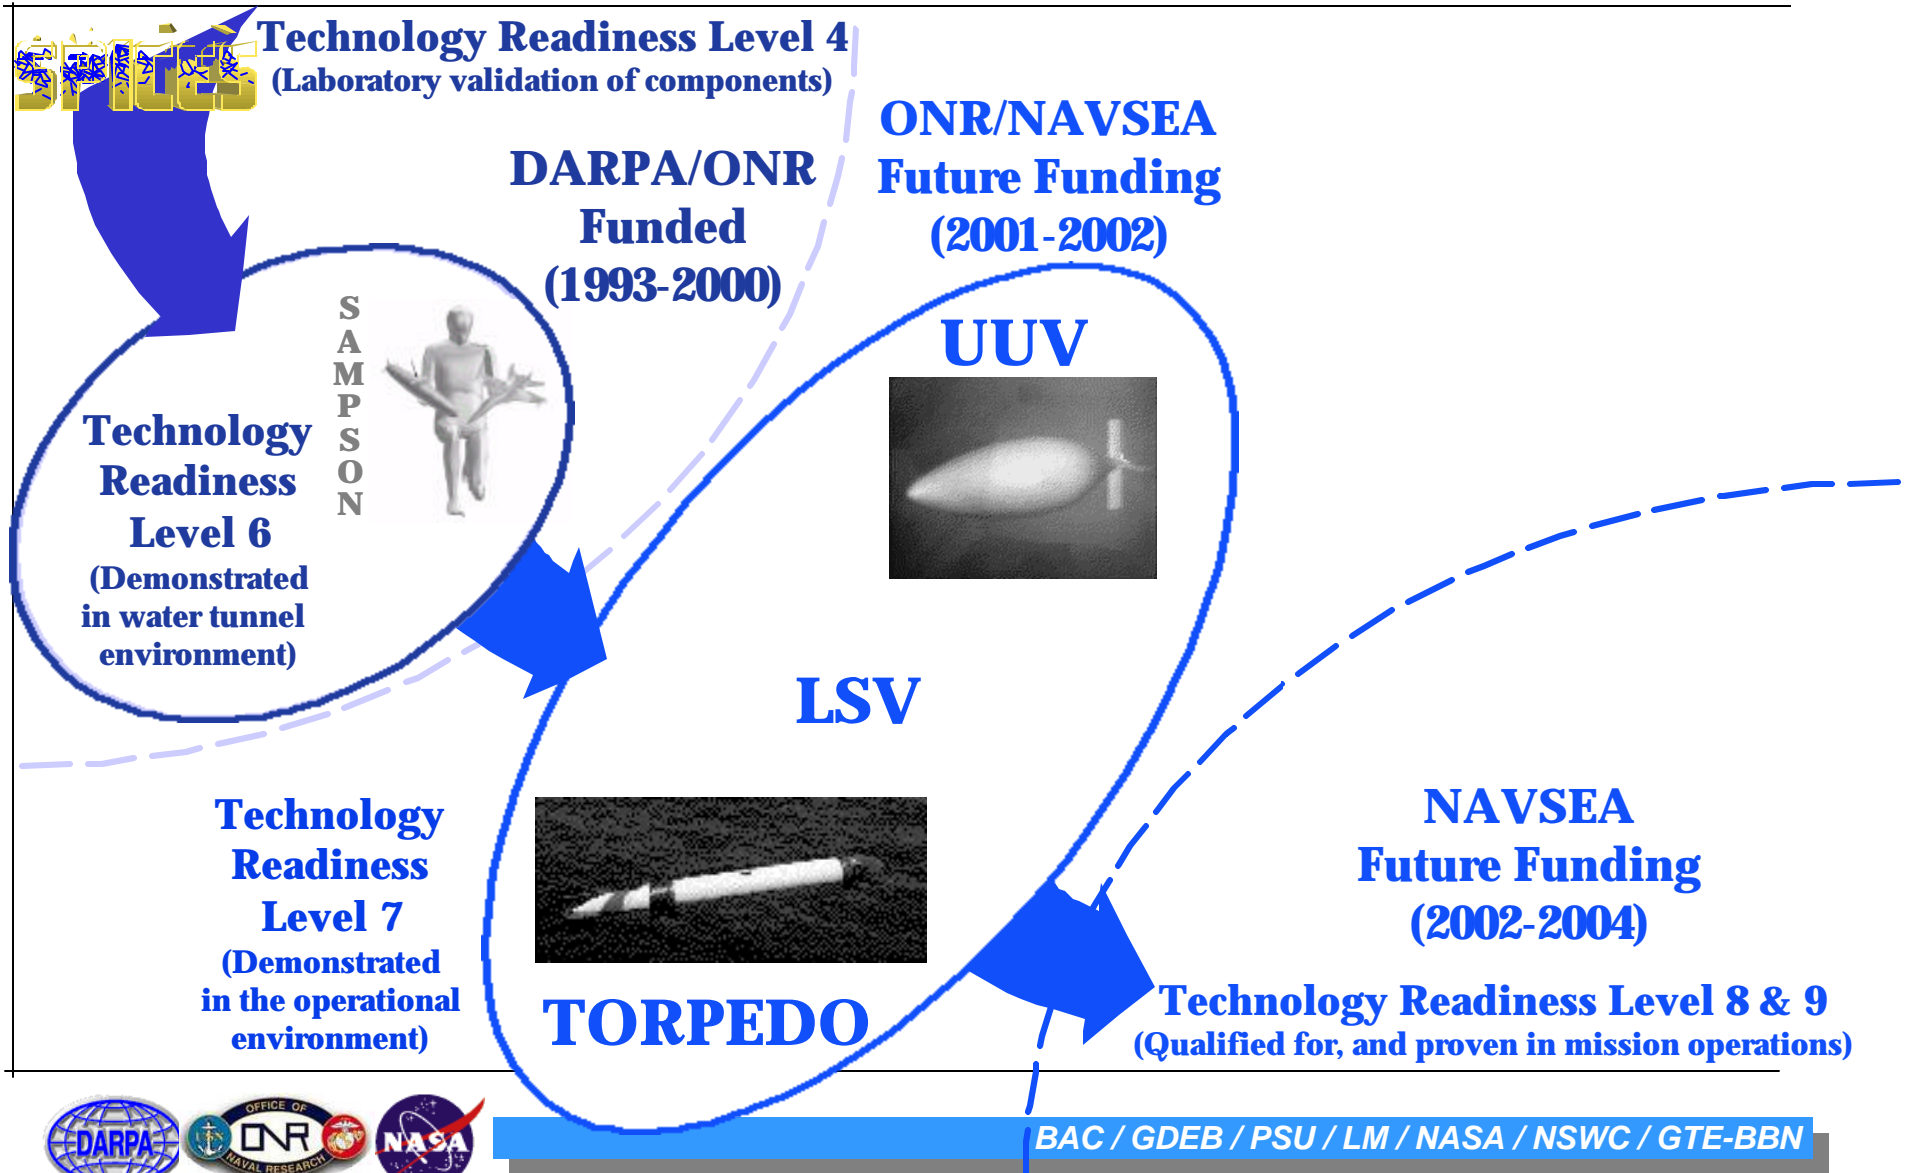 SPICES
Technology Readiness Level 4
(Laboratory validation of components)
DARPA/ONR
Funded
(1993-2000)
ONR/NAVSEA
Future Funding
(2001-2002)
S
A
M
P
S
O
N
Technology
Readiness
Level 6
(Demonstrated
in water tunnel
environment)
UUV
LSV
TORPEDO
Technology
Readiness
Level 7
(Demonstrated
in the operational
environment)
NAVSEA
Future Funding
(2002-2004)
Technology Readiness Level 8 & 9
(Qualified for, and proven in mission operations)
DARPA
OFFICE OF
ONR
NAVAL RESEARCH
NASA
BAC / GDEB / PSU / LM / NASA / NSWC / GTE-BBN